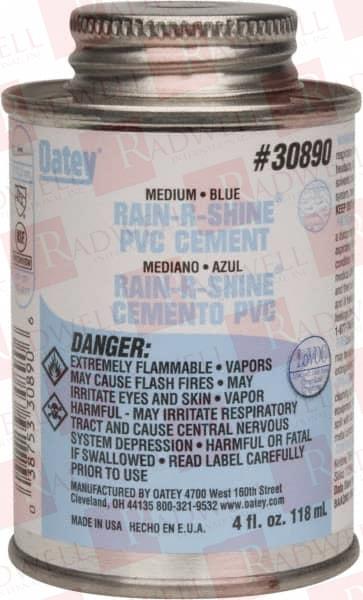 Oatey
#30890
MEDIUM • BLUE
RAIN-R-SHINE®
PVC CEMENT
MEDIANO • AZUL
RAIN-R-SHINE®
CEMENTO PVC
DANGER:
EXTREMELY FLAMMABLE • VAPORS
MAY CAUSE FLASH FIRES • MAY
IRRITATE EYES AND SKIN • VAPOR
HARMFUL - MAY IRRITATE RESPIRATORY
TRACT AND CAUSE CENTRAL NERVOUS
SYSTEM DEPRESSION • HARMFUL OR FATAL
IF SWALLOWED • READ LABEL CAREFULLY
PRIOR TO USE
MANUFACTURED BY OATEY 4700 West 160th Street
Cleveland, OH 44135 800-321-9532 www.oatey.com
MADE IN USA HECHO EN E.U.A.
4 fl. oz. 118 mL
0 38753 30890 6
LoVOC
RADWELL